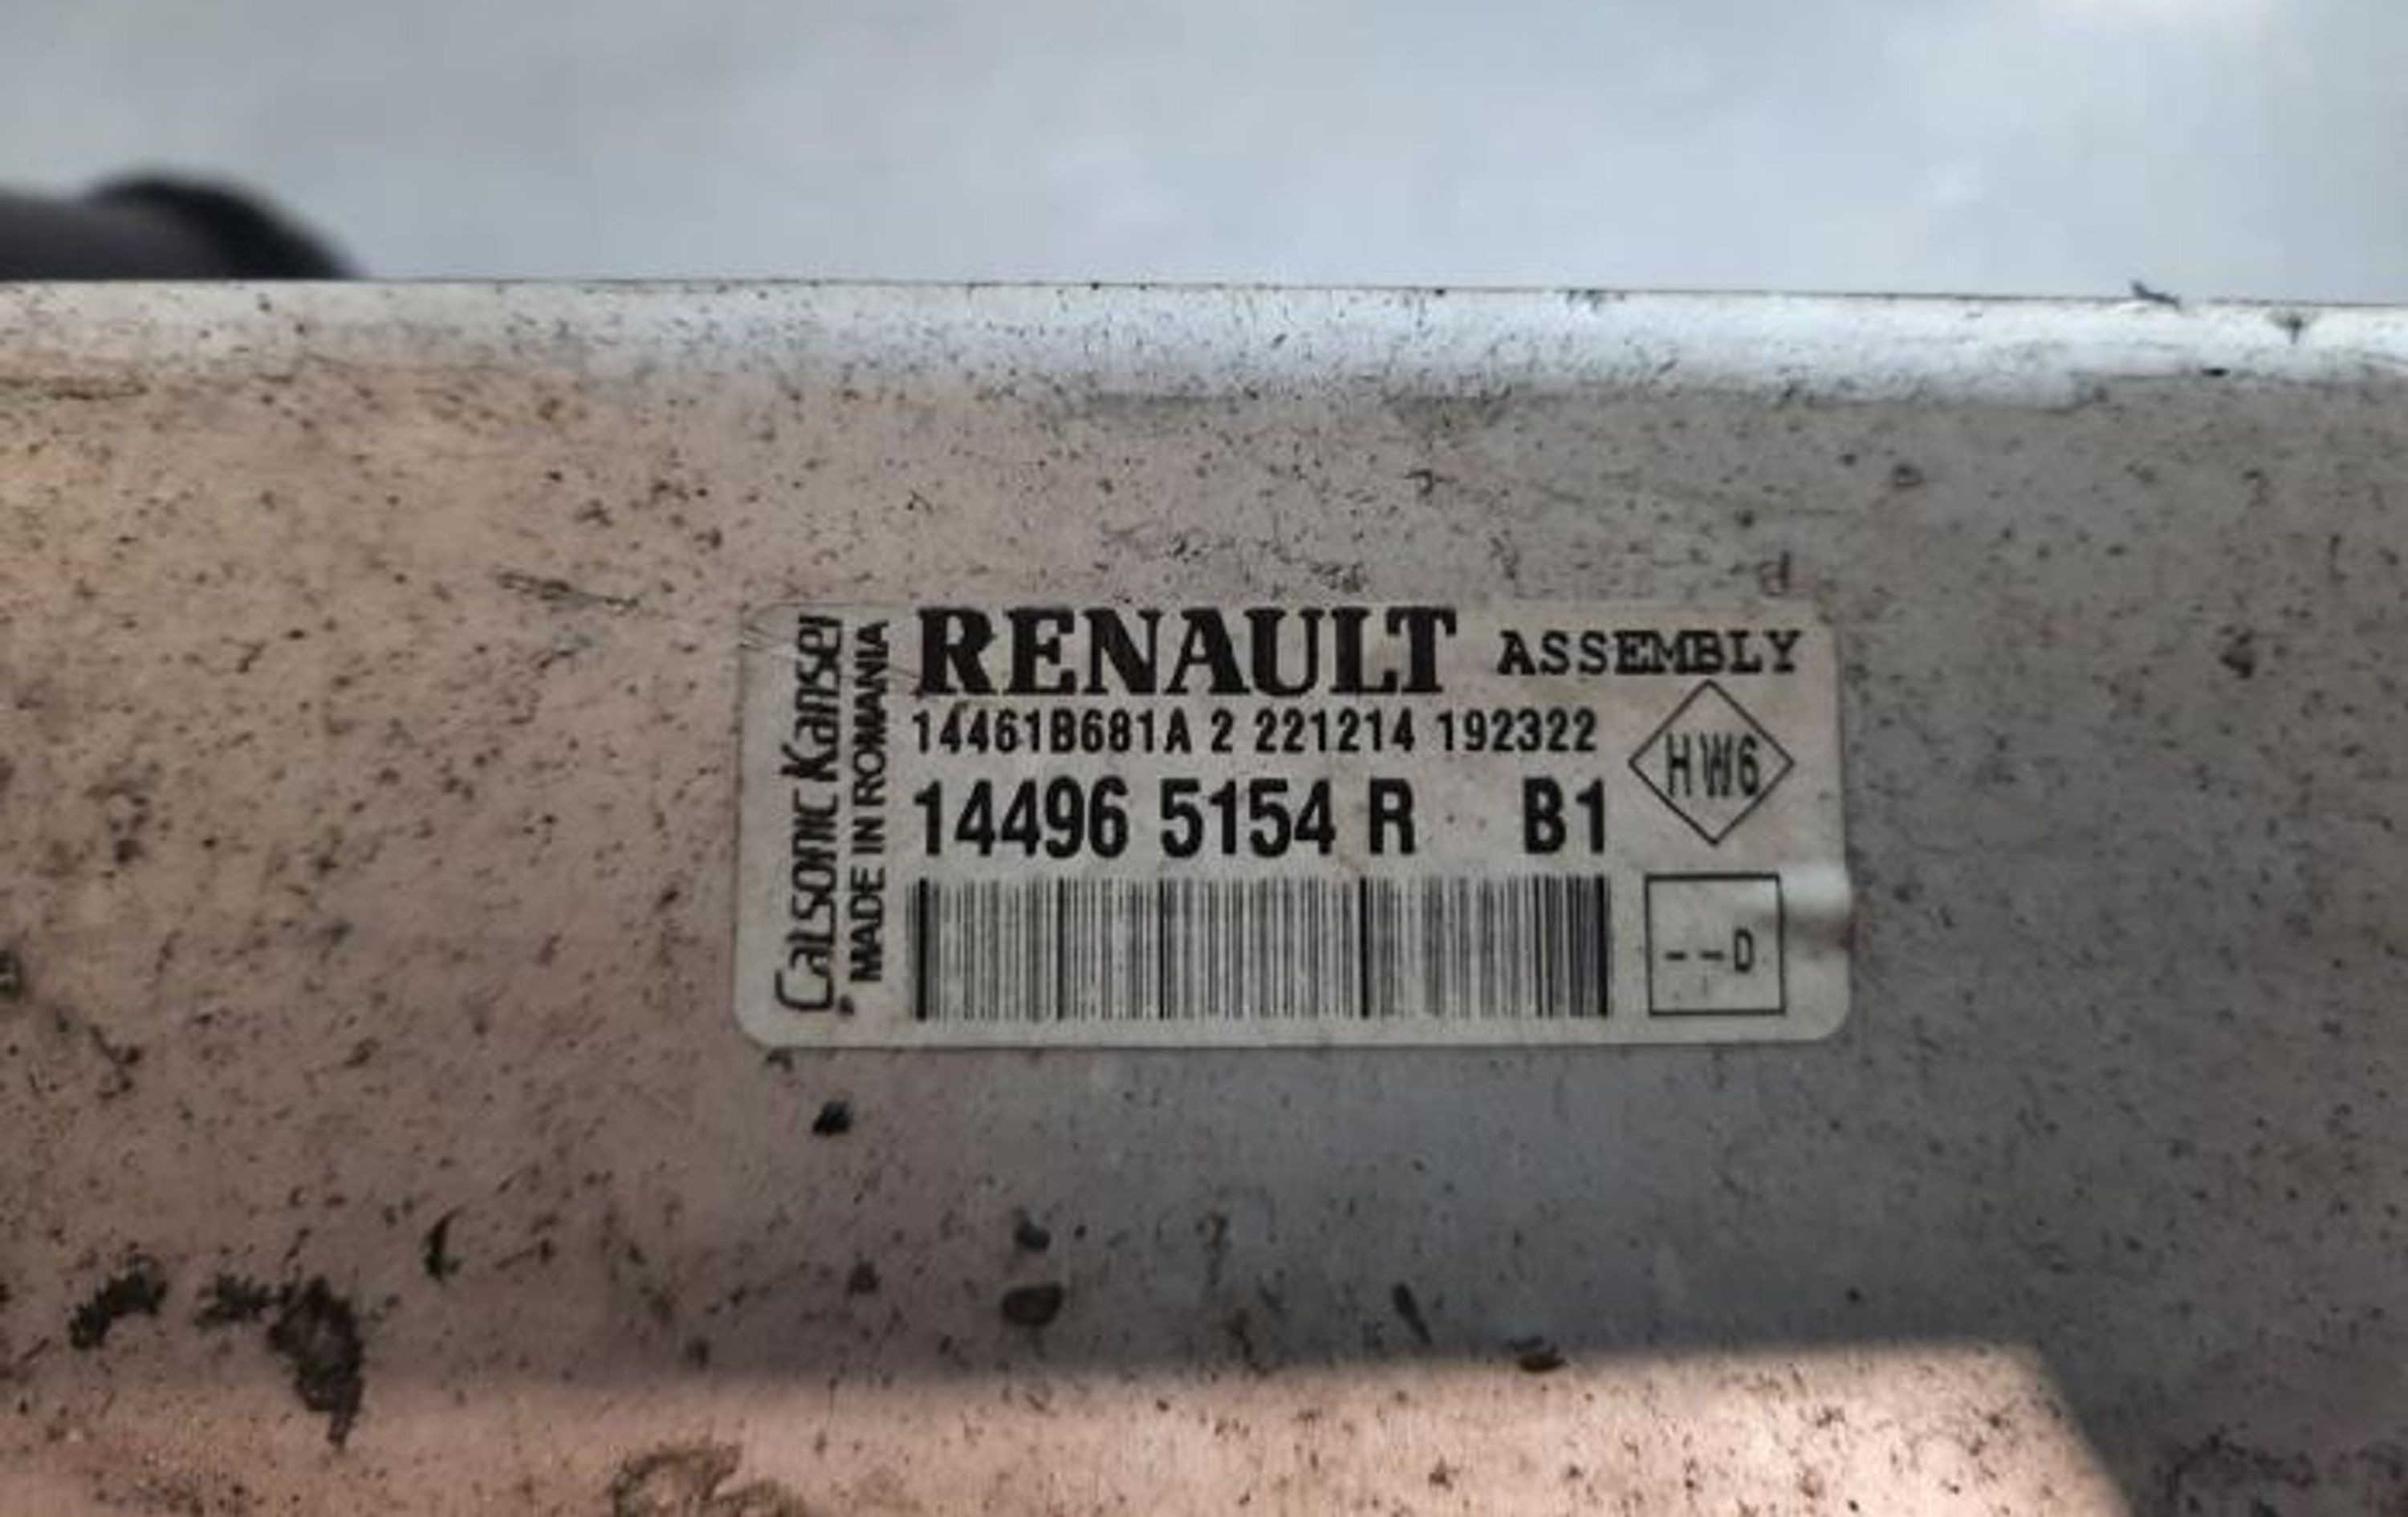 Calsonic Kansei
MADE IN ROMANIA
RENAULT ASSEMBLY
14461B681A 2 221214 192322
HW6
14496 5154 R B1
--D